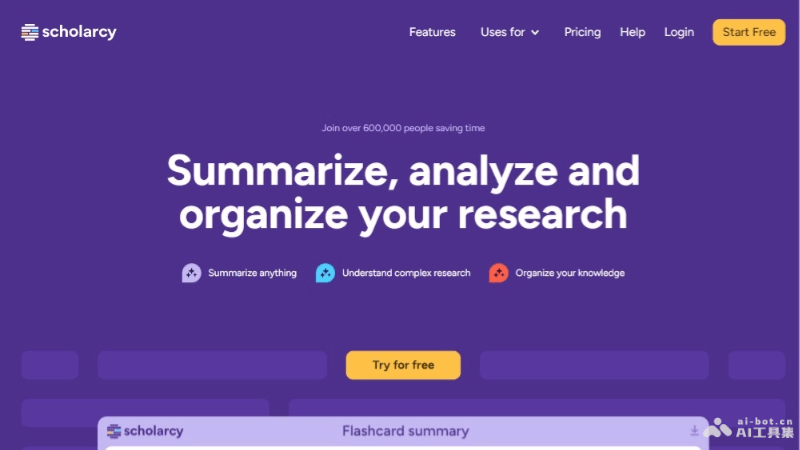 scholarcy
Features Uses for Pricing Help Login Start Free
Join over 600,000 people saving time
Summarize, analyze and
organize your research
Summarize anything Understand complex research Organize your knowledge
Try for free
scholarcy Flashcard summary
ai-bot.cn
AI工具集